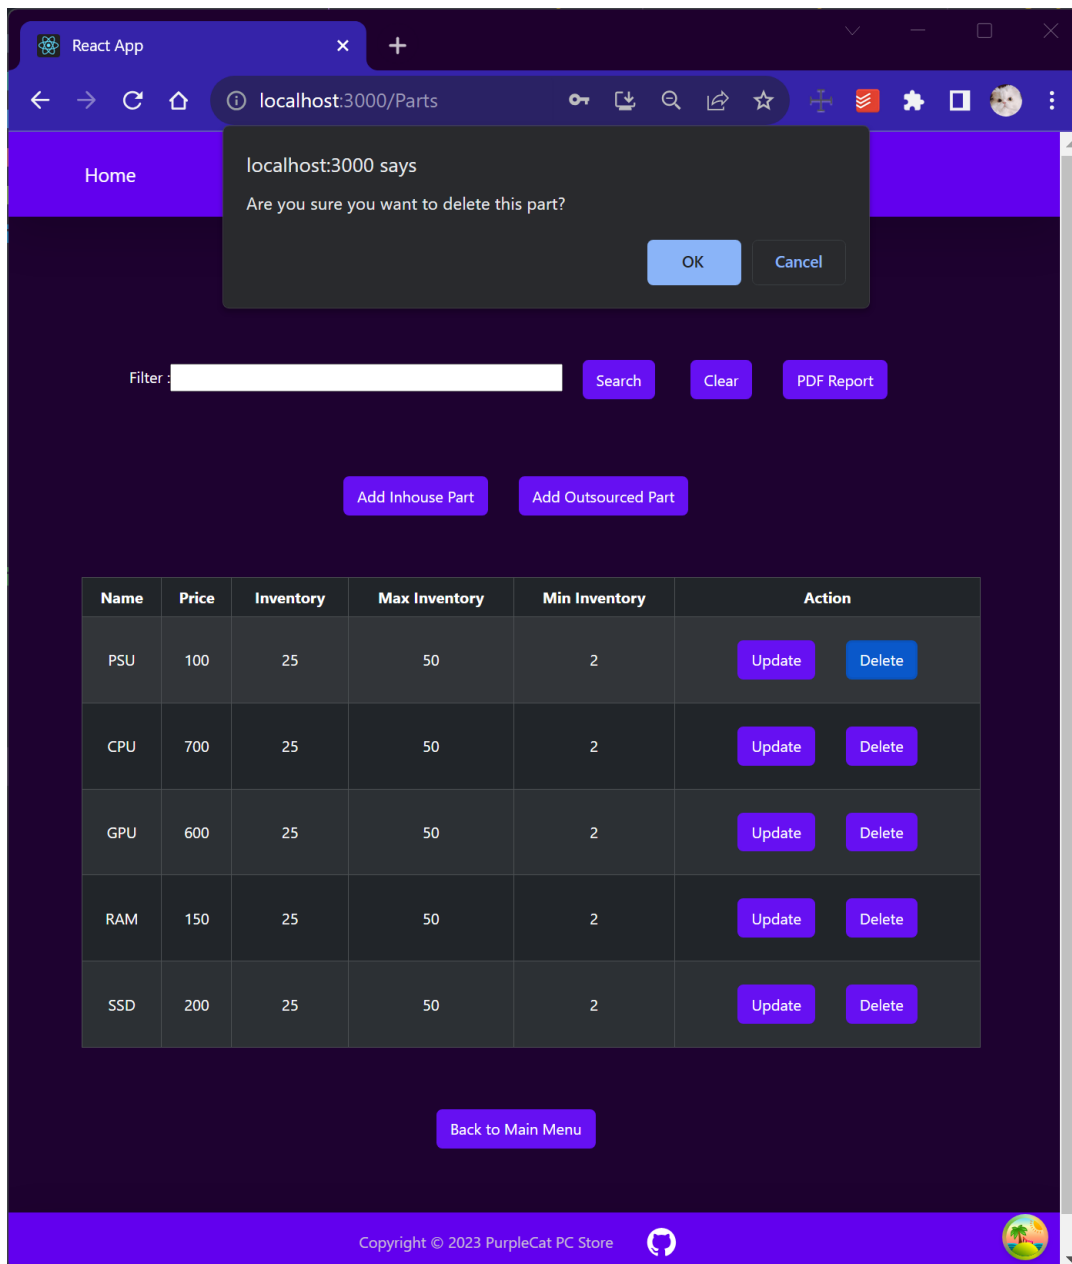 React App
localhost:3000/Parts
localhost:3000 says
Are you sure you want to delete this part?
OK Cancel
Home
Filter : Search Clear PDF Report
Add Inhouse Part Add Outsourced Part
Name Price Inventory Max Inventory Min Inventory Action
PSU 100 25 50 2 Update Delete
CPU 700 25 50 2 Update Delete
GPU 600 25 50 2 Update Delete
RAM 150 25 50 2 Update Delete
SSD 200 25 50 2 Update Delete
Back to Main Menu
Copyright © 2023 PurpleCat PC Store